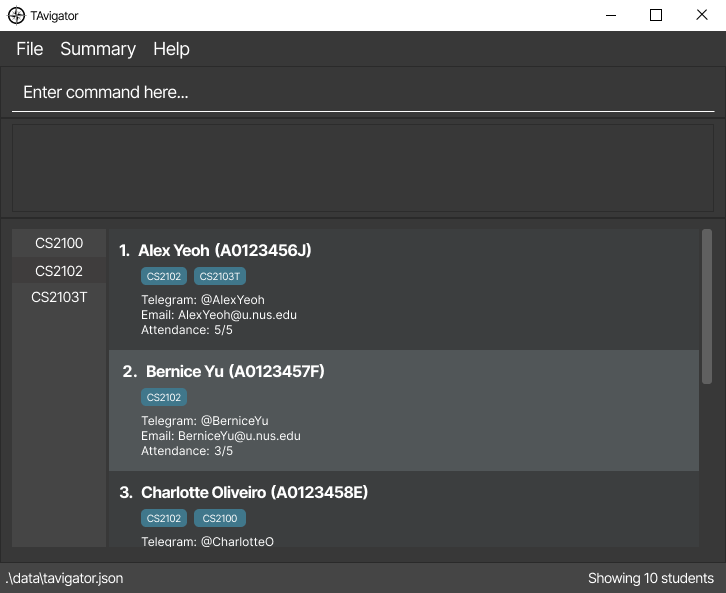 TAvigator
File Summary Help
Enter command here...
CS2100
CS2102
CS2103T
1. Alex Yeoh (A0123456J)
CS2102 CS2103T
Telegram: @AlexYeoh
Email: AlexYeoh@u.nus.edu
Attendance: 5/5
2. Bernice Yu (A0123457F)
CS2102
Telegram: @BerniceYu
Email: BerniceYu@u.nus.edu
Attendance: 3/5
3. Charlotte Oliveiro (A0123458E)
CS2102 CS2100
Telegram: @CharlotteO
.\data\tavigator.json
Showing 10 students